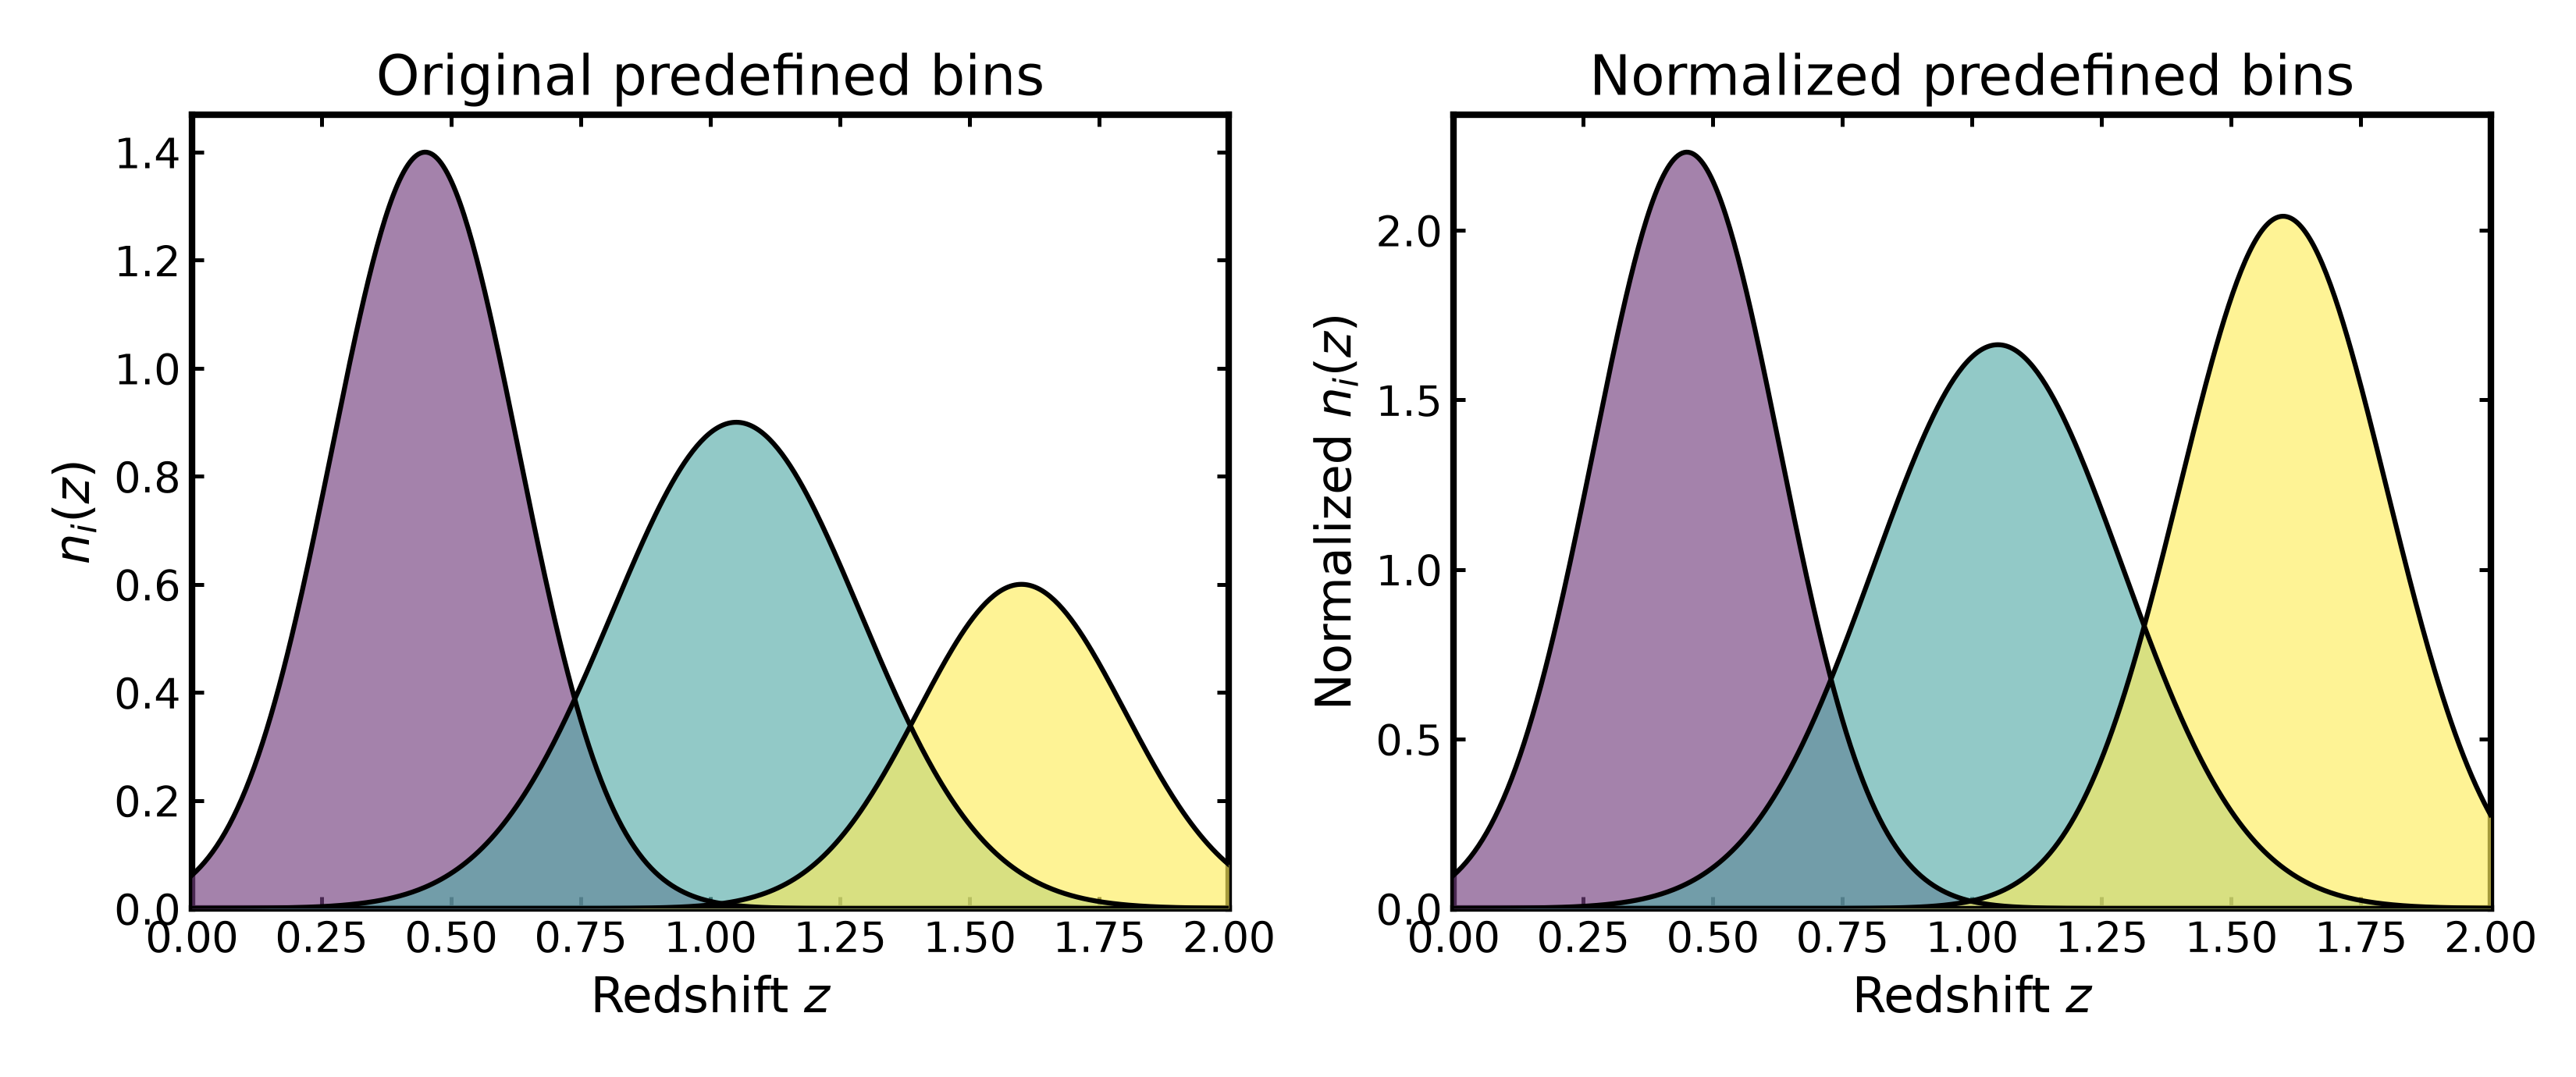 Original predefined bins
1.4
1.2
1.0
0.8
0.6
0.4
0.2
0.0
n_i(z)
0.00 0.25 0.50 0.75 1.00 1.25 1.50 1.75 2.00
Redshift z
Normalized predefined bins
2.0
1.5
1.0
0.5
0.0
Normalized n_i(z)
0.00 0.25 0.50 0.75 1.00 1.25 1.50 1.75 2.00
Redshift z